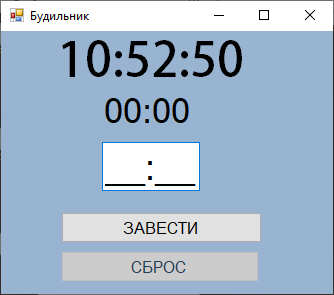 Будильник
10:52:50
00:00
__:__
ЗАВЕСТИ
СБРОС